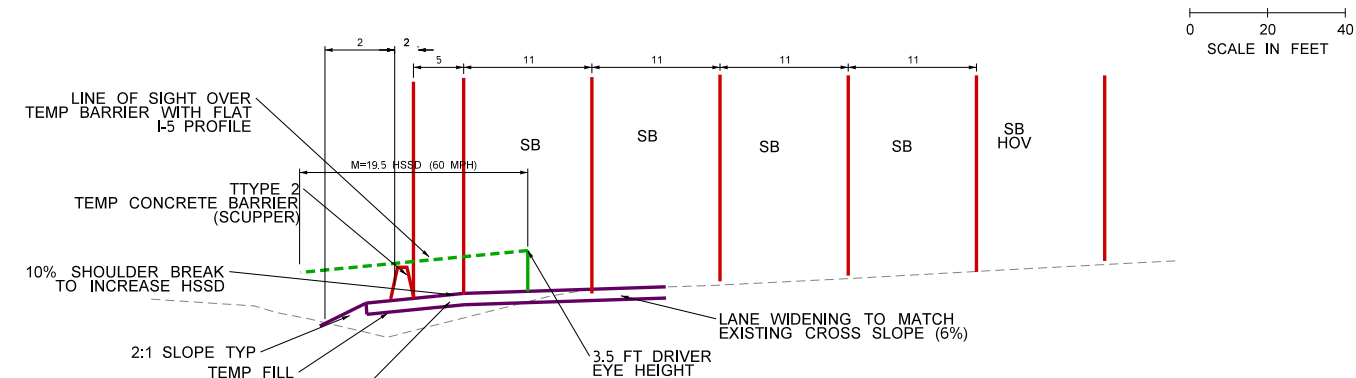 0 20 40
SCALE IN FEET
2 2
5 11 11 11 11
LINE OF SIGHT OVER
TEMP BARRIER WITH FLAT
I-5 PROFILE
SB
SB
SB
SB
SB
HOV
M=19.5 HSSD (60 MPH)
TTYPE 2
TEMP CONCRETE BARRIER
(SCUPPER)
10% SHOULDER BREAK
TO INCREASE HSSD
LANE WIDENING TO MATCH
EXISTING CROSS SLOPE (6%)
2:1 SLOPE TYP
TEMP FILL
3.5 FT DRIVER
EYE HEIGHT